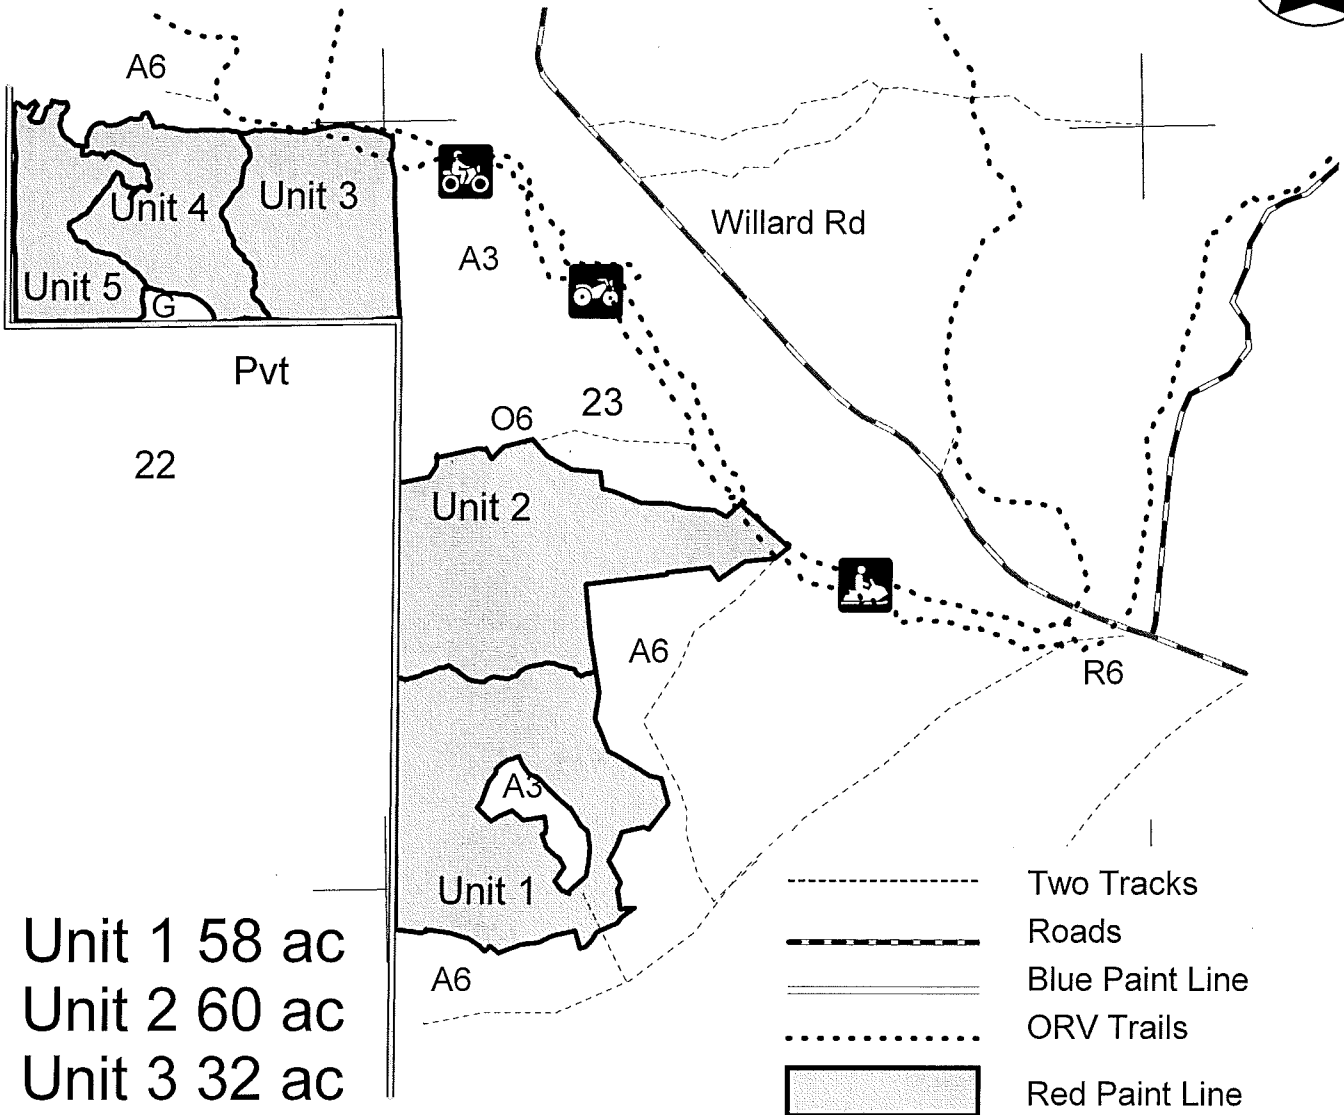 A6
Unit 4
Unit 3
Willard Rd
A3
Unit 5
G
Pvt
23
O6
22
Unit 2
A6
R6
A3
Unit 1
Two Tracks
Roads
A6
Blue Paint Line
ORV Trails
Red Paint Line
Unit 1 58 ac
Unit 2 60 ac
Unit 3 32 ac